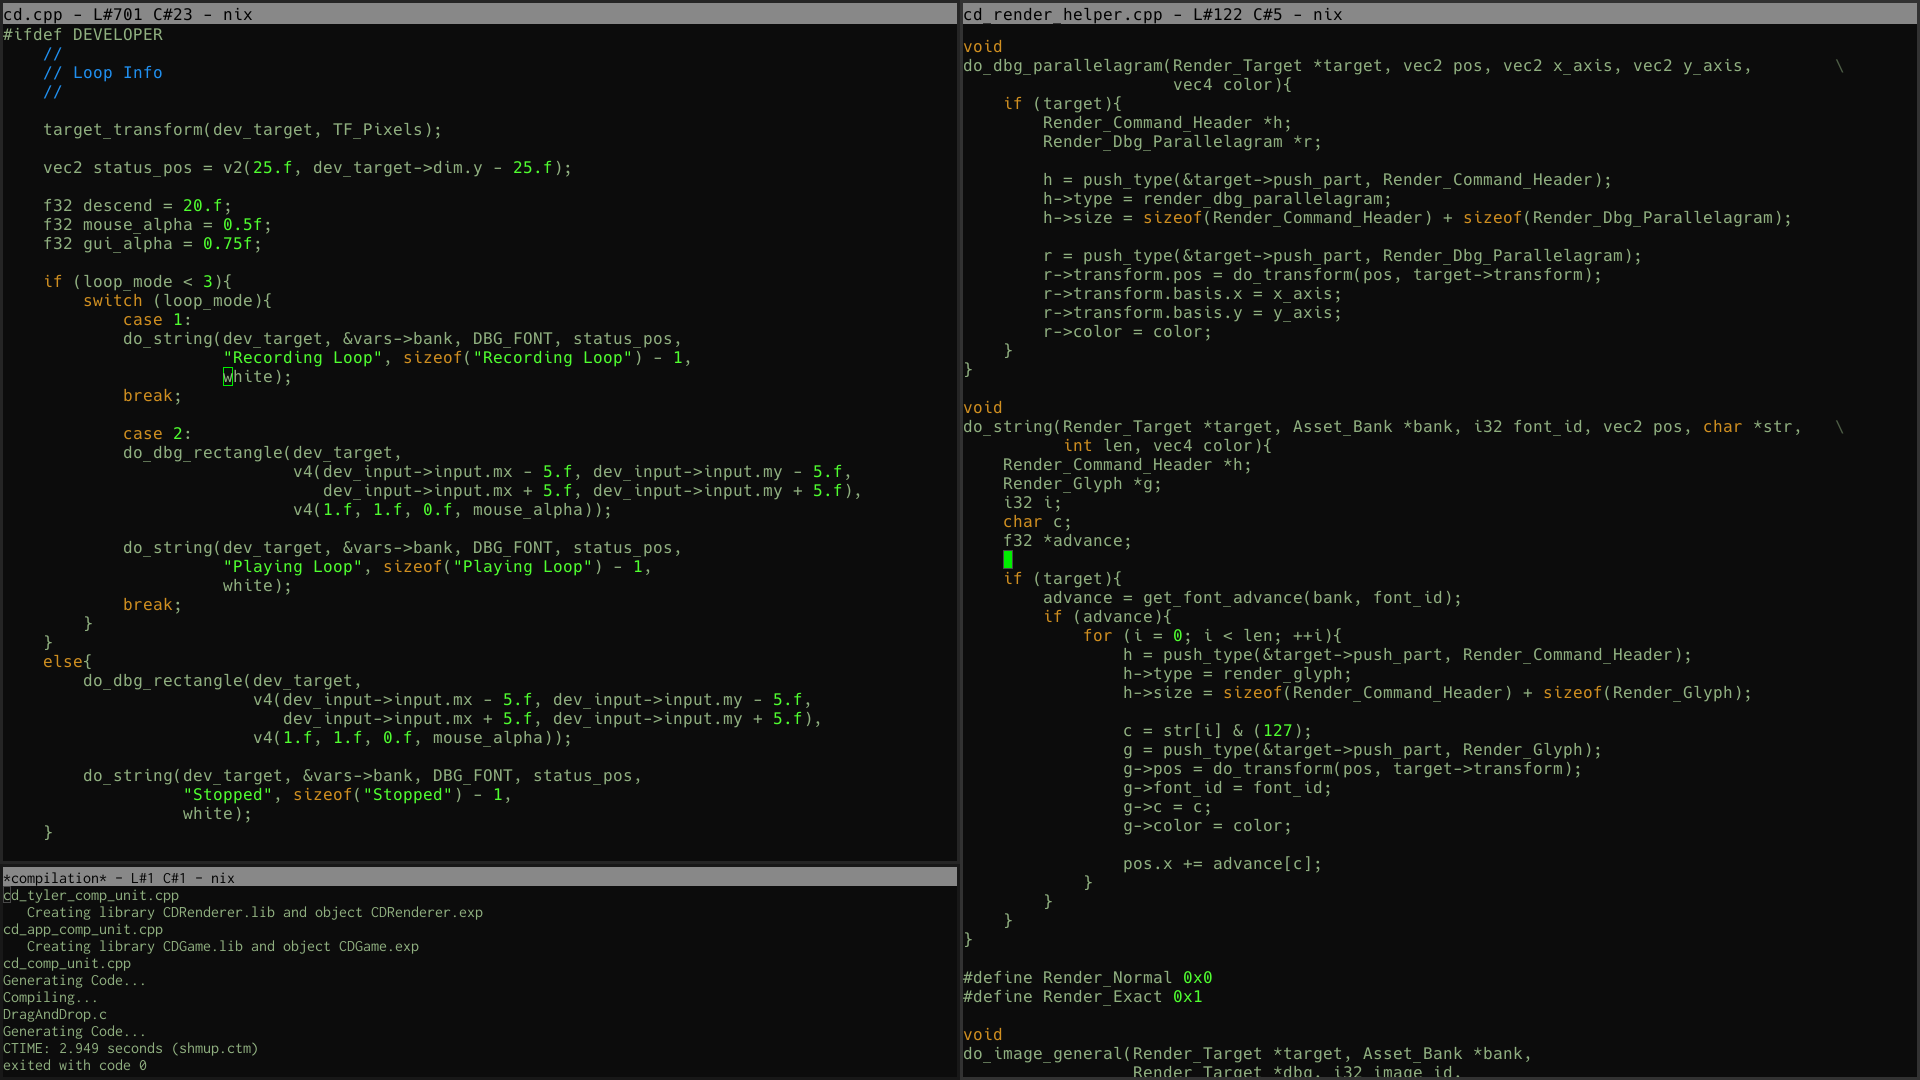 cd.cpp - L#701 C#23 - nix
#ifdef DEVELOPER
    //
    // Loop Info
    //

    target_transform(dev_target, TF_Pixels);

    vec2 status_pos = v2(25.f, dev_target->dim.y - 25.f);

    f32 descend = 20.f;
    f32 mouse_alpha = 0.5f;
    f32 gui_alpha = 0.75f;

    if (loop_mode < 3){
        switch (loop_mode){
            case 1:
            do_string(dev_target, &vars->bank, DBG_FONT, status_pos,
                      "Recording Loop", sizeof("Recording Loop") - 1,
                      white);
            break;

            case 2:
            do_dbg_rectangle(dev_target,
                             v4(dev_input->input.mx - 5.f, dev_input->input.my - 5.f,
                                dev_input->input.mx + 5.f, dev_input->input.my + 5.f),
                             v4(1.f, 1.f, 0.f, mouse_alpha));

            do_string(dev_target, &vars->bank, DBG_FONT, status_pos,
                      "Playing Loop", sizeof("Playing Loop") - 1,
                      white);
            break;
        }
    }
    else{
        do_dbg_rectangle(dev_target,
                         v4(dev_input->input.mx - 5.f, dev_input->input.my - 5.f,
                            dev_input->input.mx + 5.f, dev_input->input.my + 5.f),
                         v4(1.f, 1.f, 0.f, mouse_alpha));

        do_string(dev_target, &vars->bank, DBG_FONT, status_pos,
                  "Stopped", sizeof("Stopped") - 1,
                  white);
    }
*compilation* - L#1 C#1 - nix
cd_tyler_comp_unit.cpp
   Creating library CDRenderer.lib and object CDRenderer.exp
cd_app_comp_unit.cpp
   Creating library CDGame.lib and object CDGame.exp
cd_comp_unit.cpp
Generating Code...
Compiling...
DragAndDrop.c
Generating Code...
CTIME: 2.949 seconds (shmup.ctm)
exited with code 0
cd_render_helper.cpp - L#122 C#5 - nix
void
do_dbg_parallelagram(Render_Target *target, vec2 pos, vec2 x_axis, vec2 y_axis, \
                     vec4 color){
    if (target){
        Render_Command_Header *h;
        Render_Dbg_Parallelagram *r;

        h = push_type(&target->push_part, Render_Command_Header);
        h->type = render_dbg_parallelagram;
        h->size = sizeof(Render_Command_Header) + sizeof(Render_Dbg_Parallelagram);

        r = push_type(&target->push_part, Render_Dbg_Parallelagram);
        r->transform.pos = do_transform(pos, target->transform);
        r->transform.basis.x = x_axis;
        r->transform.basis.y = y_axis;
        r->color = color;
    }
}

void
do_string(Render_Target *target, Asset_Bank *bank, i32 font_id, vec2 pos, char *str, \
          int len, vec4 color){
    Render_Command_Header *h;
    Render_Glyph *g;
    i32 i;
    char c;
    f32 *advance;

    if (target){
        advance = get_font_advance(bank, font_id);
        if (advance){
            for (i = 0; i < len; ++i){
                h = push_type(&target->push_part, Render_Command_Header);
                h->type = render_glyph;
                h->size = sizeof(Render_Command_Header) + sizeof(Render_Glyph);

                c = str[i] & (127);
                g = push_type(&target->push_part, Render_Glyph);
                g->pos = do_transform(pos, target->transform);
                g->font_id = font_id;
                g->c = c;
                g->color = color;

                pos.x += advance[c];
            }
        }
    }
}

#define Render_Normal 0x0
#define Render_Exact 0x1

void
do_image_general(Render_Target *target, Asset_Bank *bank,
                 Render_Target *dbg, i32 image_id,